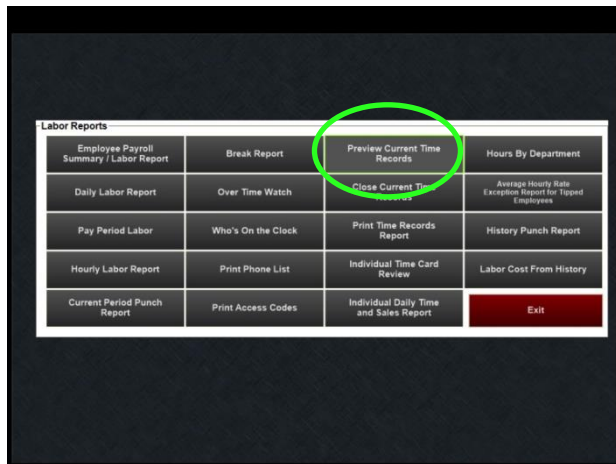 Labor Reports
Employee Payroll
Summary / Labor Report
Break Report
Preview Current Time
Records
Hours By Department
Daily Labor Report
Over Time Watch
Close Current Time
Records
Average Hourly Rate
Exception Report for Tipped
Employees
Pay Period Labor
Who's On the Clock
Print Time Records
Report
History Punch Report
Hourly Labor Report
Print Phone List
Individual Time Card
Review
Labor Cost From History
Current Period Punch
Report
Print Access Codes
Individual Daily Time
and Sales Report
Exit